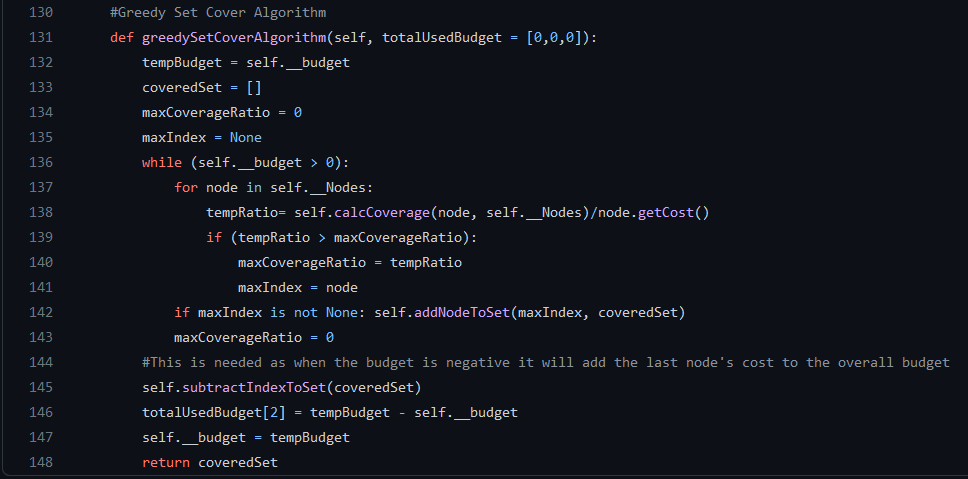 130 #Greedy Set Cover Algorithm
131 def greedySetCoverAlgorithm(self, totalUsedBudget = [0,0,0]):
132 tempBudget = self.__budget
133 coveredSet = []
134 maxCoverageRatio = 0
135 maxIndex = None
136 while (self.__budget > 0):
137 for node in self.__Nodes:
138 tempRatio= self.calcCoverage(node, self.__Nodes)/node.getCost()
139 if (tempRatio > maxCoverageRatio):
140 maxCoverageRatio = tempRatio
141 maxIndex = node
142 if maxIndex is not None: self.addNodeToSet(maxIndex, coveredSet)
143 maxCoverageRatio = 0
144 #This is needed as when the budget is negative it will add the last node's cost to the overall budget
145 self.subtractIndexToSet(coveredSet)
146 totalUsedBudget[2] = tempBudget - self.__budget
147 self.__budget = tempBudget
148 return coveredSet